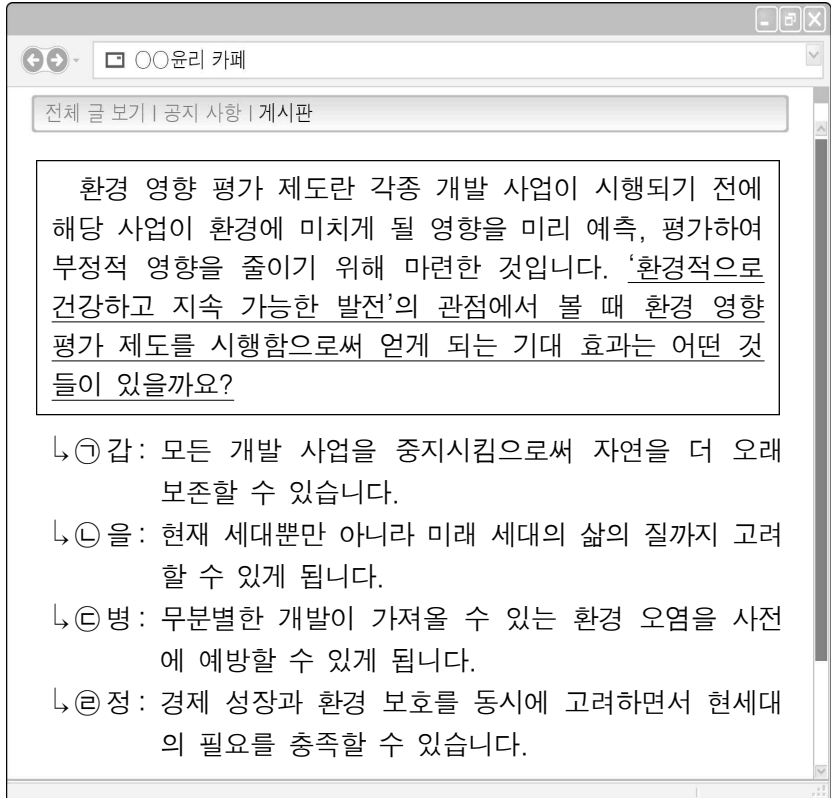 ○○윤리 카페
전체 글 보기 | 공지 사항 | 게시판
환경 영향 평가 제도란 각종 개발 사업이 시행되기 전에
해당 사업이 환경에 미치게 될 영향을 미리 예측, 평가하여
부정적 영향을 줄이기 위해 마련한 것입니다. ‘환경적으로
건강하고 지속 가능한 발전’의 관점에서 볼 때 환경 영향
평가 제도를 시행함으로써 얻게 되는 기대 효과는 어떤 것
들이 있을까요?
↳㉠갑: 모든 개발 사업을 중지시킴으로써 자연을 더 오래
보존할 수 있습니다.
↳㉡을: 현재 세대뿐만 아니라 미래 세대의 삶의 질까지 고려
할 수 있게 됩니다.
↳㉢병: 무분별한 개발이 가져올 수 있는 환경 오염을 사전
에 예방할 수 있게 됩니다.
↳㉣정: 경제 성장과 환경 보호를 동시에 고려하면서 현세대
의 필요를 충족할 수 있습니다.